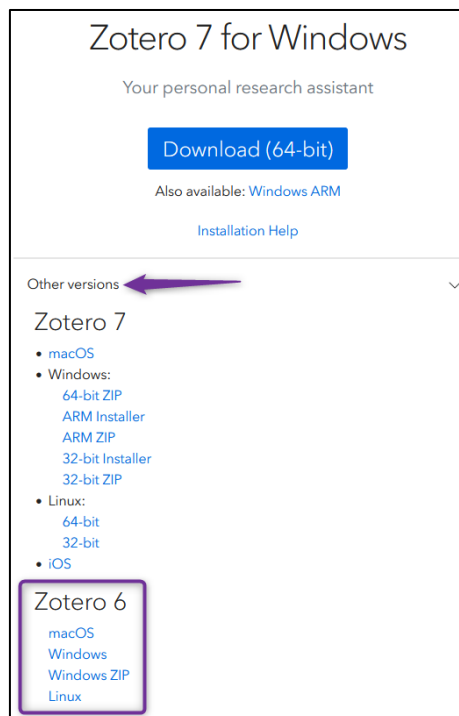 Zotero 7 for Windows
Your personal research assistant
Download (64-bit)
Also available: Windows ARM
Installation Help
Other versions
Zotero 7
• macOS
• Windows:
64-bit ZIP
ARM Installer
ARM ZIP
32-bit Installer
32-bit ZIP
• Linux:
64-bit
32-bit
• iOS
Zotero 6
macOS
Windows
Windows ZIP
Linux